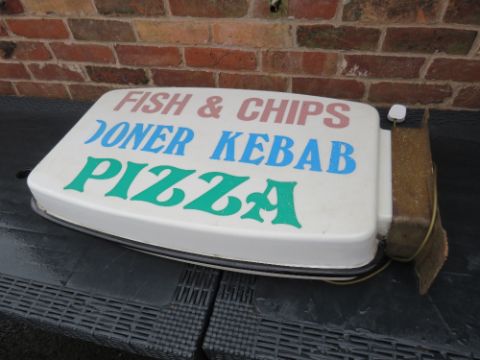 FISH & CHIPS
DONER KEBAB
PIZZA